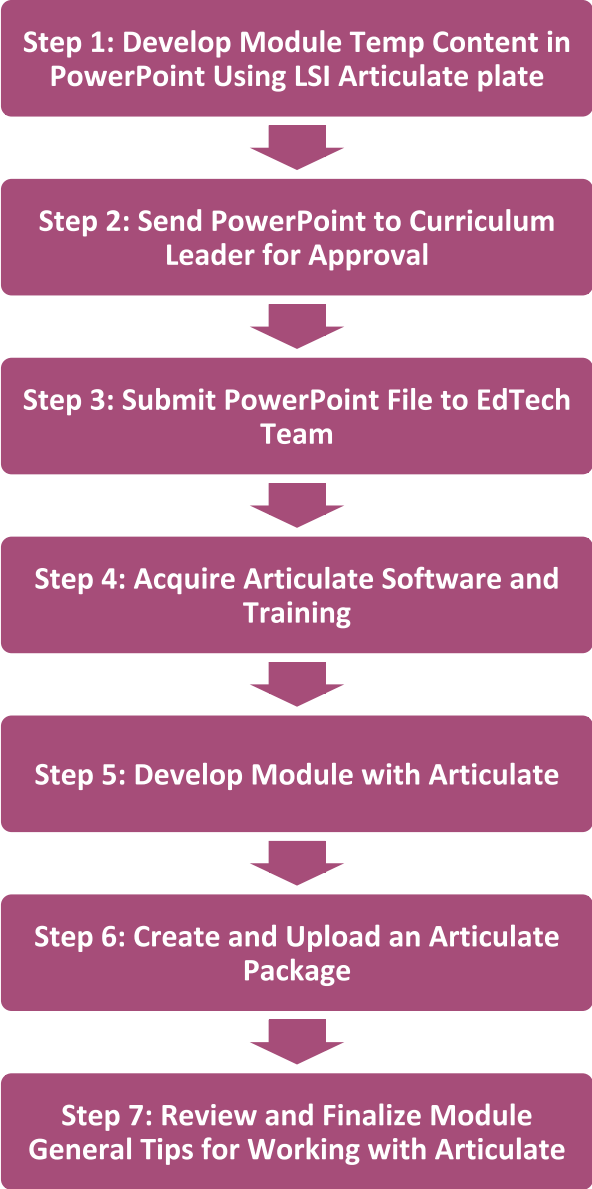 Step 1: Develop Module Temp Content in
PowerPoint Using LSI Articulate plate
Step 2: Send PowerPoint to Curriculum
Leader for Approval
Step 3: Submit PowerPoint File to EdTech
Team
Step 4: Acquire Articulate Software and
Training
Step 5: Develop Module with Articulate
Step 6: Create and Upload an Articulate
Package
Step 7: Review and Finalize Module
General Tips for Working with Articulate